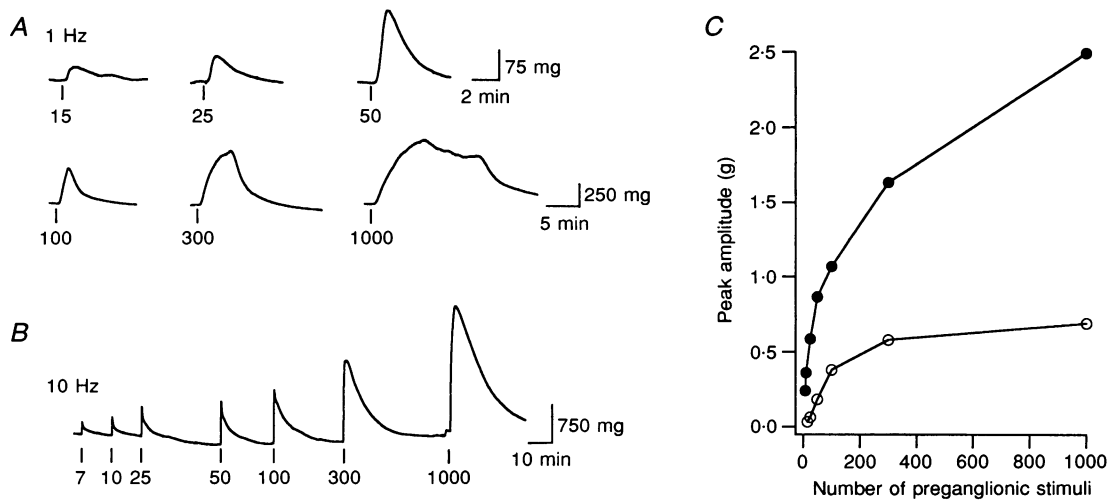 A
1 Hz
15
25
50
75 mg
2 min
100
300
1000
250 mg
5 min
B
10 Hz
7 10 25 50 100 300 1000
750 mg
10 min
C
Peak amplitude (g)
2·5
2·0
1·5
1·0
0·5
0·0
0 200 400 600 800 1000
Number of preganglionic stimuli